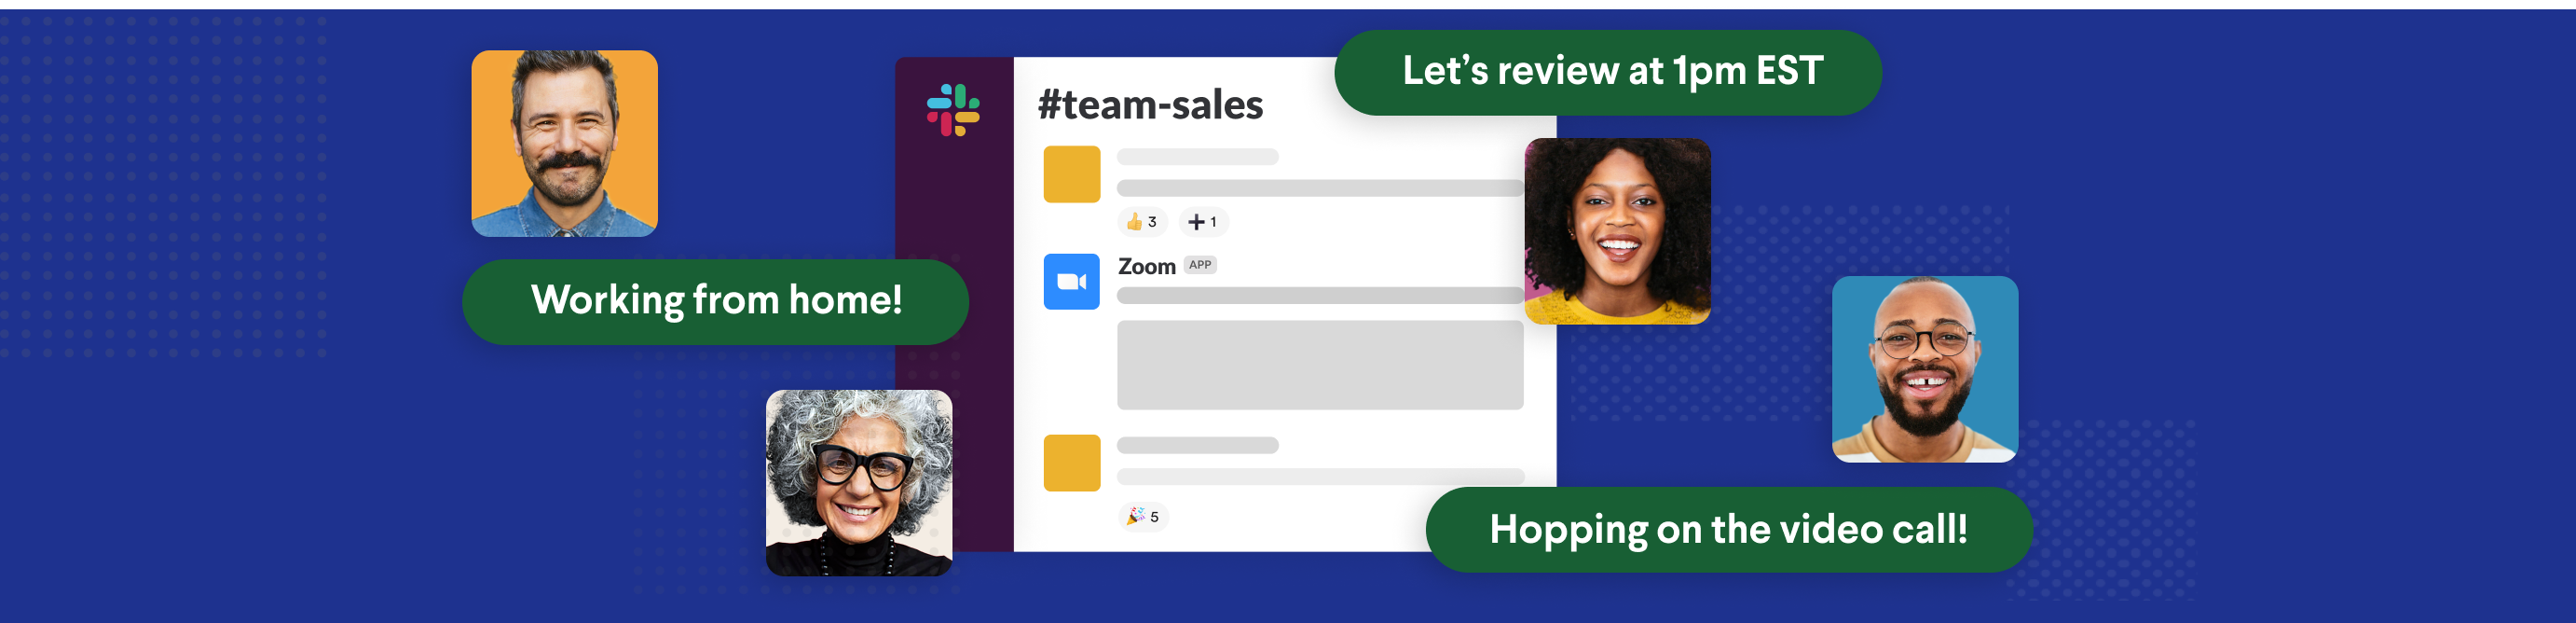 Let's review at 1pm EST
#team-sales
3
1
Zoom APP
Working from home!
5
Hopping on the video call!